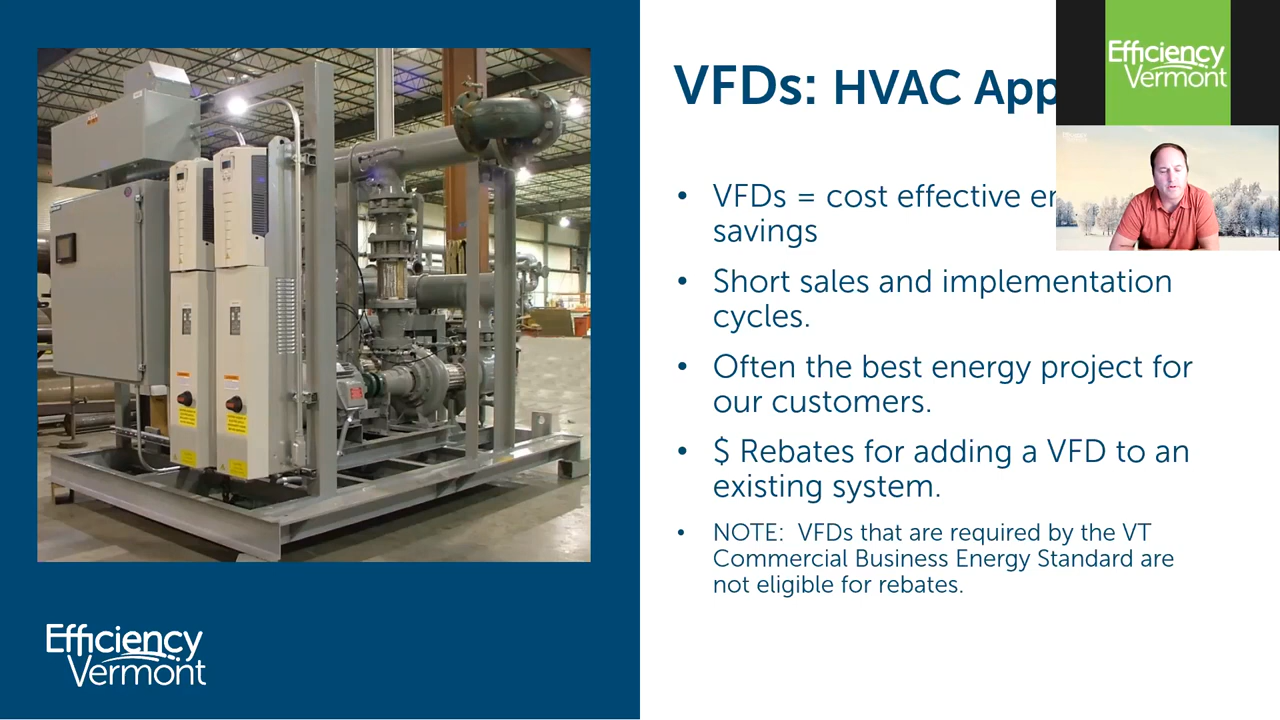 VFDs: HVAC App
Efficiency
Vermont
• VFDs = cost effective en
savings
• Short sales and implementation
cycles.
• Often the best energy project for
our customers.
• $ Rebates for adding a VFD to an
existing system.
• NOTE: VFDs that are required by the VT
Commercial Business Energy Standard are
not eligible for rebates.
Efficiency
Vermont